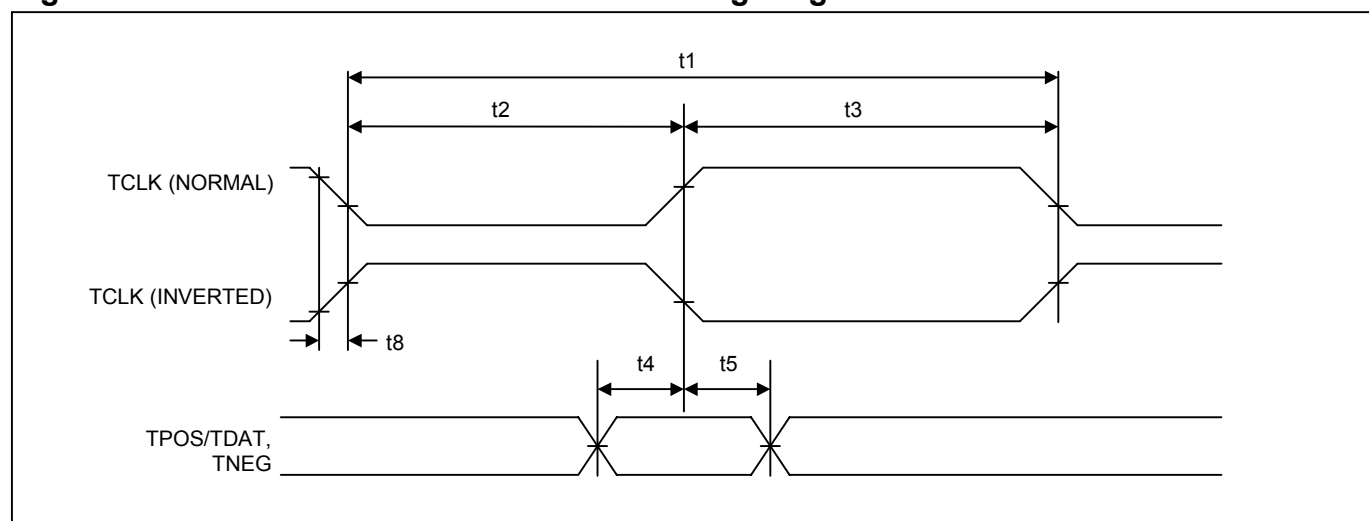 t1
t2 t3
TCLK (NORMAL)
TCLK (INVERTED)
t8
t4 t5
TPOS/TDAT,
TNEG